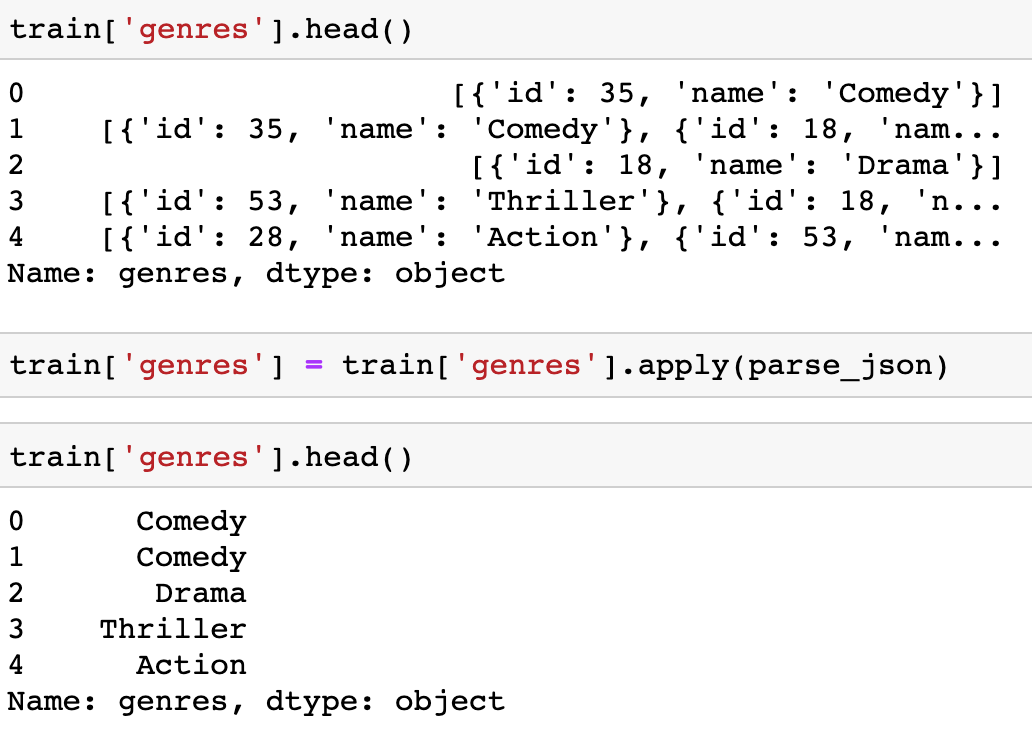 train['genres'].head()
0                        [{'id': 35, 'name': 'Comedy'}]
1    [{'id': 35, 'name': 'Comedy'}, {'id': 18, 'nam...
2                         [{'id': 18, 'name': 'Drama'}]
3    [{'id': 53, 'name': 'Thriller'}, {'id': 18, 'n...
4    [{'id': 28, 'name': 'Action'}, {'id': 53, 'nam...
Name: genres, dtype: object
train['genres'] = train['genres'].apply(parse_json)
train['genres'].head()
0      Comedy
1      Comedy
2       Drama
3    Thriller
4      Action
Name: genres, dtype: object